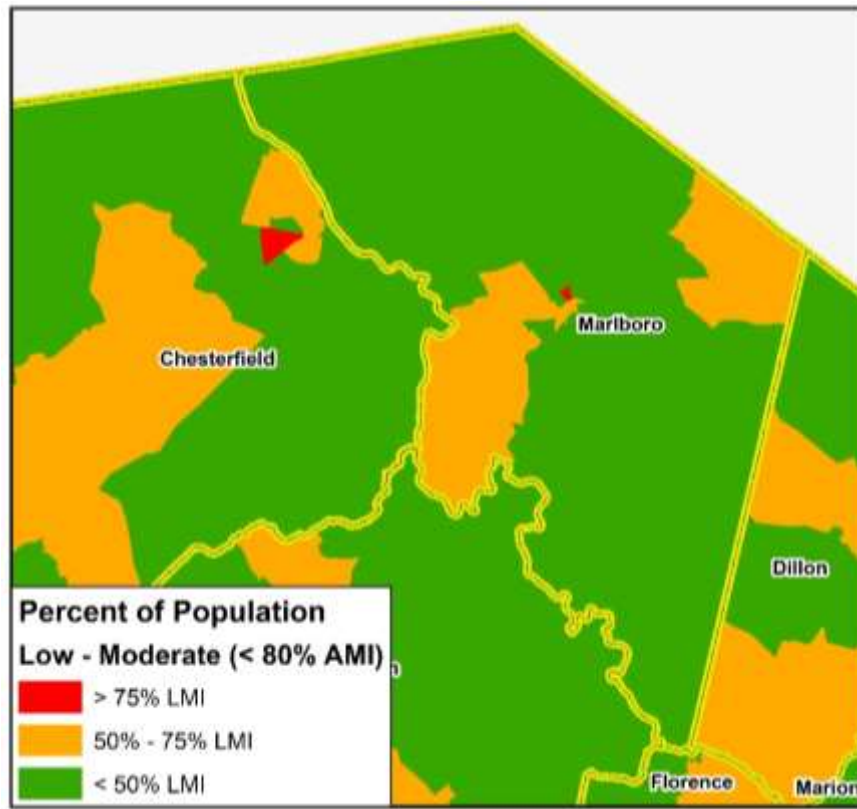 Marlboro
Chesterfield
Dillon
Percent of Population
Low - Moderate (< 80% AMI)
> 75% LMI
50% - 75% LMI
< 50% LMI
n
Florence
Marion